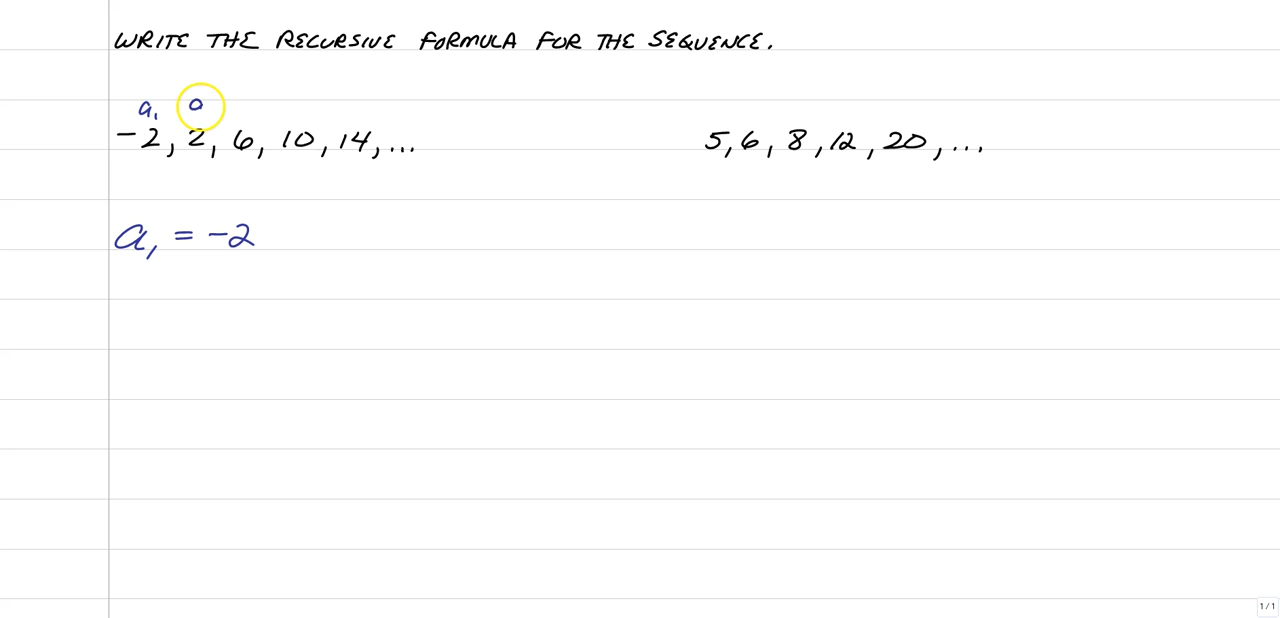 WRITE THE RECURSIVE FORMULA FOR THE SEQUENCE.
a₁ a
-2, 2, 6, 10, 14, ... 5, 6, 8, 12, 20, ...
a₁ = -2
1/1